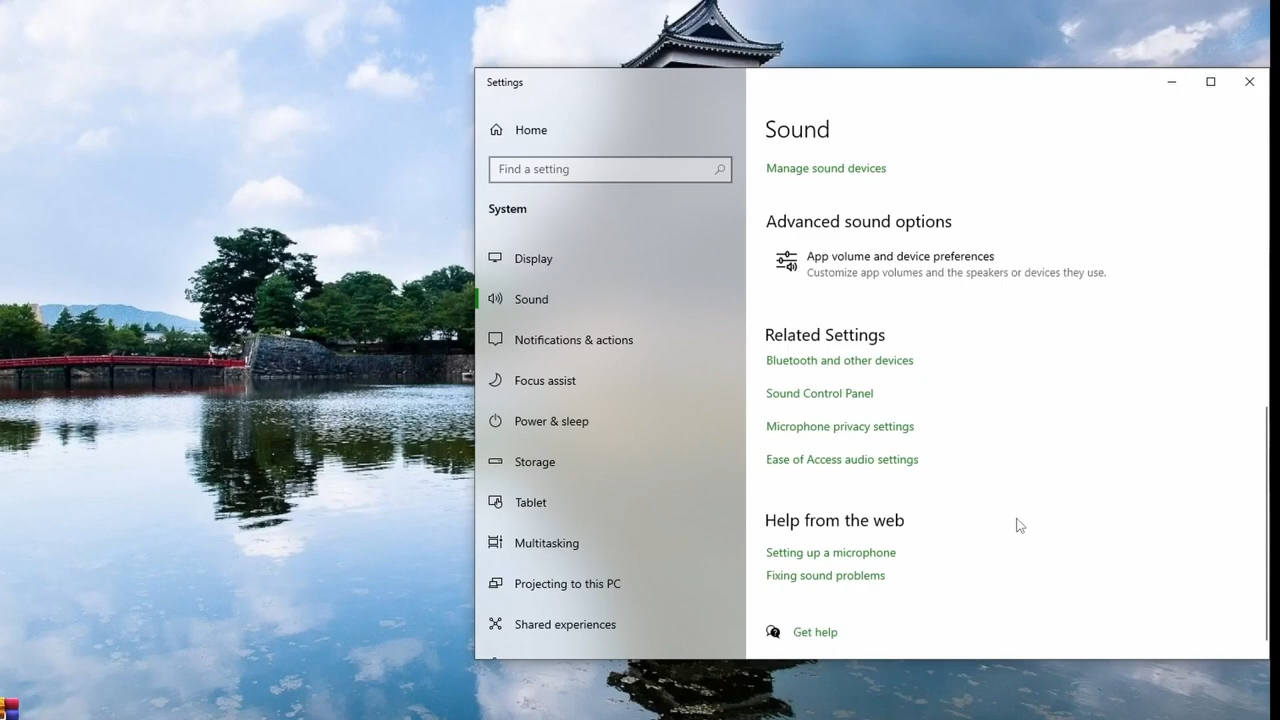 Settings
Home
Find a setting
System
Display
Sound
Notifications & actions
Focus assist
Power & sleep
Storage
Tablet
Multitasking
Projecting to this PC
Shared experiences
Sound
Manage sound devices
Advanced sound options
App volume and device preferences
Customize app volumes and the speakers or devices they use.
Related Settings
Bluetooth and other devices
Sound Control Panel
Microphone privacy settings
Ease of Access audio settings
Help from the web
Setting up a microphone
Fixing sound problems
Get help